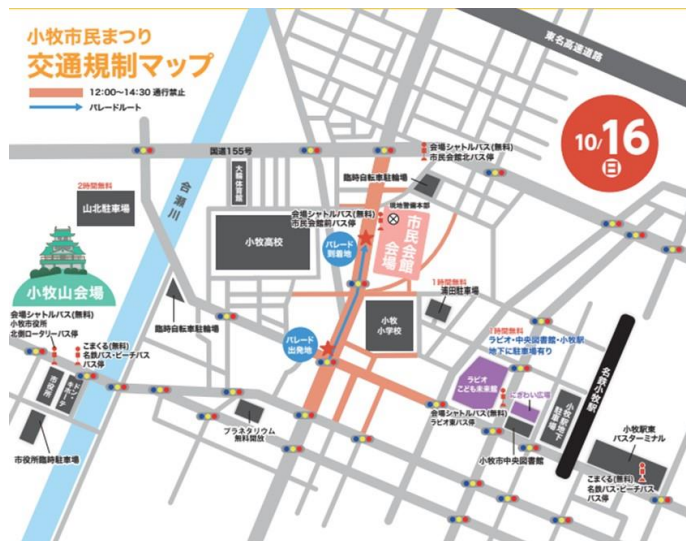 小牧市民まつり
交通規制マップ
12:00〜14:30 通行禁止
パレードルート
東名高速道路
10/16
日
国道155号
会場シャトルバス(無料)
市民会館北バス停
臨時自転車駐輪場
大輪体育館
合瀬川
2時間無料
山北駐車場
現地警備本部
会場シャトルバス(無料)
市民会館前バス停
市民会館
会場
小牧高校
パレード
到着地
小牧山会場
1時間無料
浦田駐車場
小牧
小学校
臨時自転車駐輪場
会場シャトルバス(無料)
小牧市役所
北側ロータリーバス停
こまくる(無料)
名鉄バス・ピーチバス
バス停
パレード
出発地
1時間無料
ラピオ・中央図書館・小牧駅
地下に駐車場有り
名鉄小牧駅
ラピオ
こども未来館
にぎわい広場
市役所
ドン・
キホーテ
プラネタリウム
無料開放
会場シャトルバス(無料)
ラピオ東バス停
小牧駅地下
駐車場
小牧市中央図書館
小牧駅東
バスターミナル
市役所臨時駐車場
こまくる(無料)
名鉄バス・ピーチバス
バス停